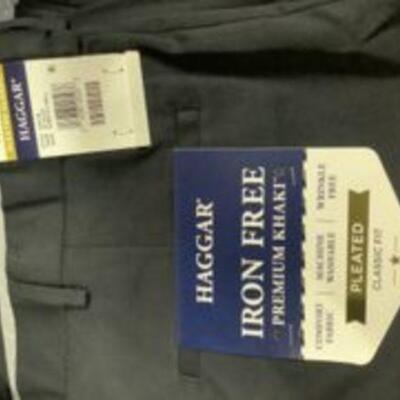 HAGGAR®
HAGGAR®
IRON FREE
PREMIUM KHAKI
COMFORT FABRIC
MACHINE WASHABLE
WRINKLE FREE
PLEATED
CLASSIC FIT